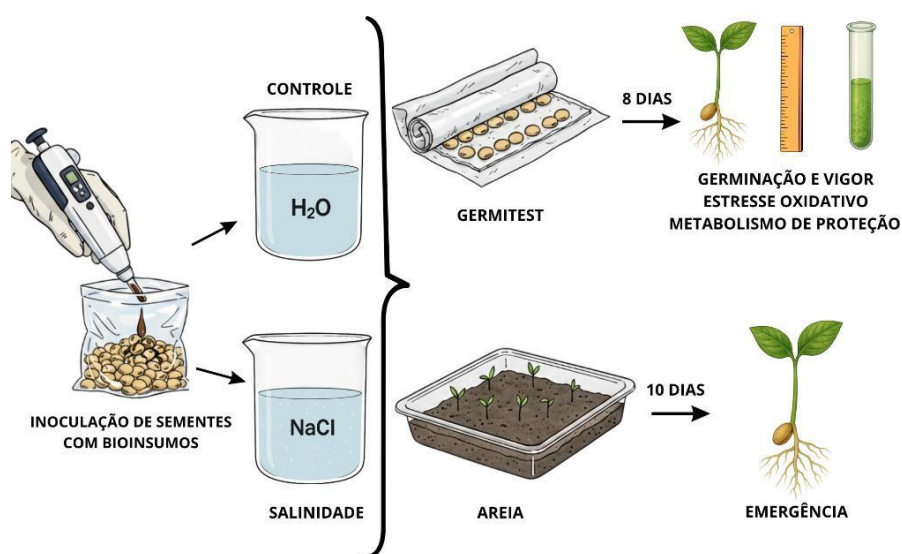 CONTROLE
H₂O
INOCULAÇÃO DE SEMENTES
COM BIOINSUMOS
NaCl
SALINIDADE
GERMITEST
8 DIAS
GERMINAÇÃO E VIGOR
ESTRESSE OXIDATIVO
METABOLISMO DE PROTEÇÃO
AREIA
10 DIAS
EMERGÊNCIA